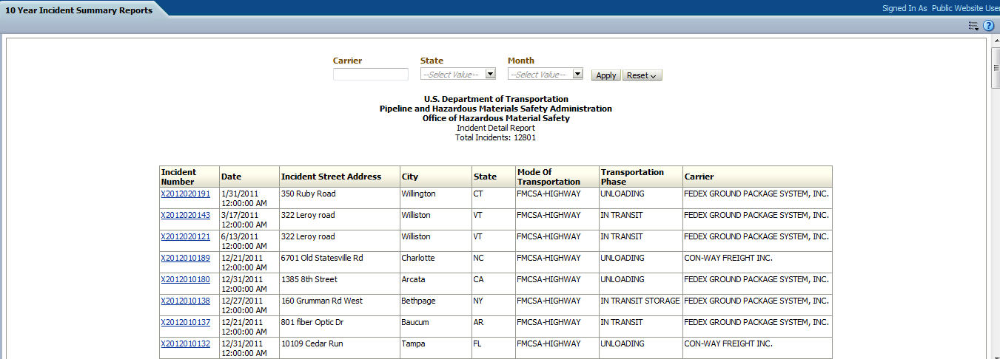 10 Year Incident Summary Reports
Signed In As Public Website User
Carrier State Month
--Select Value-- --Select Value-- Apply Reset
U.S. Department of Transportation
Pipeline and Hazardous Materials Safety Administration
Office of Hazardous Material Safety
Incident Detail Report
Total Incidents: 12801
Incident Number Date Incident Street Address City State Mode Of Transportation Transportation Phase Carrier
X2012020191 1/31/2011 12:00:00 AM 350 Ruby Road Willington CT FMCSA-HIGHWAY UNLOADING FEDEX GROUND PACKAGE SYSTEM, INC.
X2012020143 3/17/2011 12:00:00 AM 322 Leroy road Williston VT FMCSA-HIGHWAY IN TRANSIT FEDEX GROUND PACKAGE SYSTEM, INC.
X2012020121 6/13/2011 12:00:00 AM 322 Leroy road Williston VT FMCSA-HIGHWAY IN TRANSIT FEDEX GROUND PACKAGE SYSTEM, INC.
X2012010189 12/21/2011 12:00:00 AM 6701 Old Statesville Rd Charlotte NC FMCSA-HIGHWAY UNLOADING CON-WAY FREIGHT INC.
X2012010180 12/31/2011 12:00:00 AM 1385 8th Street Arcata CA FMCSA-HIGHWAY UNLOADING FEDEX GROUND PACKAGE SYSTEM, INC.
X2012010138 12/27/2011 12:00:00 AM 160 Grumman Rd West Bethpage NY FMCSA-HIGHWAY IN TRANSIT STORAGE FEDEX GROUND PACKAGE SYSTEM, INC.
X2012010137 12/21/2011 12:00:00 AM 801 fiber Optic Dr Baucum AR FMCSA-HIGHWAY IN TRANSIT FEDEX GROUND PACKAGE SYSTEM, INC.
X2012010132 12/31/2011 12:00:00 AM 10109 Cedar Run Tampa FL FMCSA-HIGHWAY UNLOADING CON-WAY FREIGHT INC.